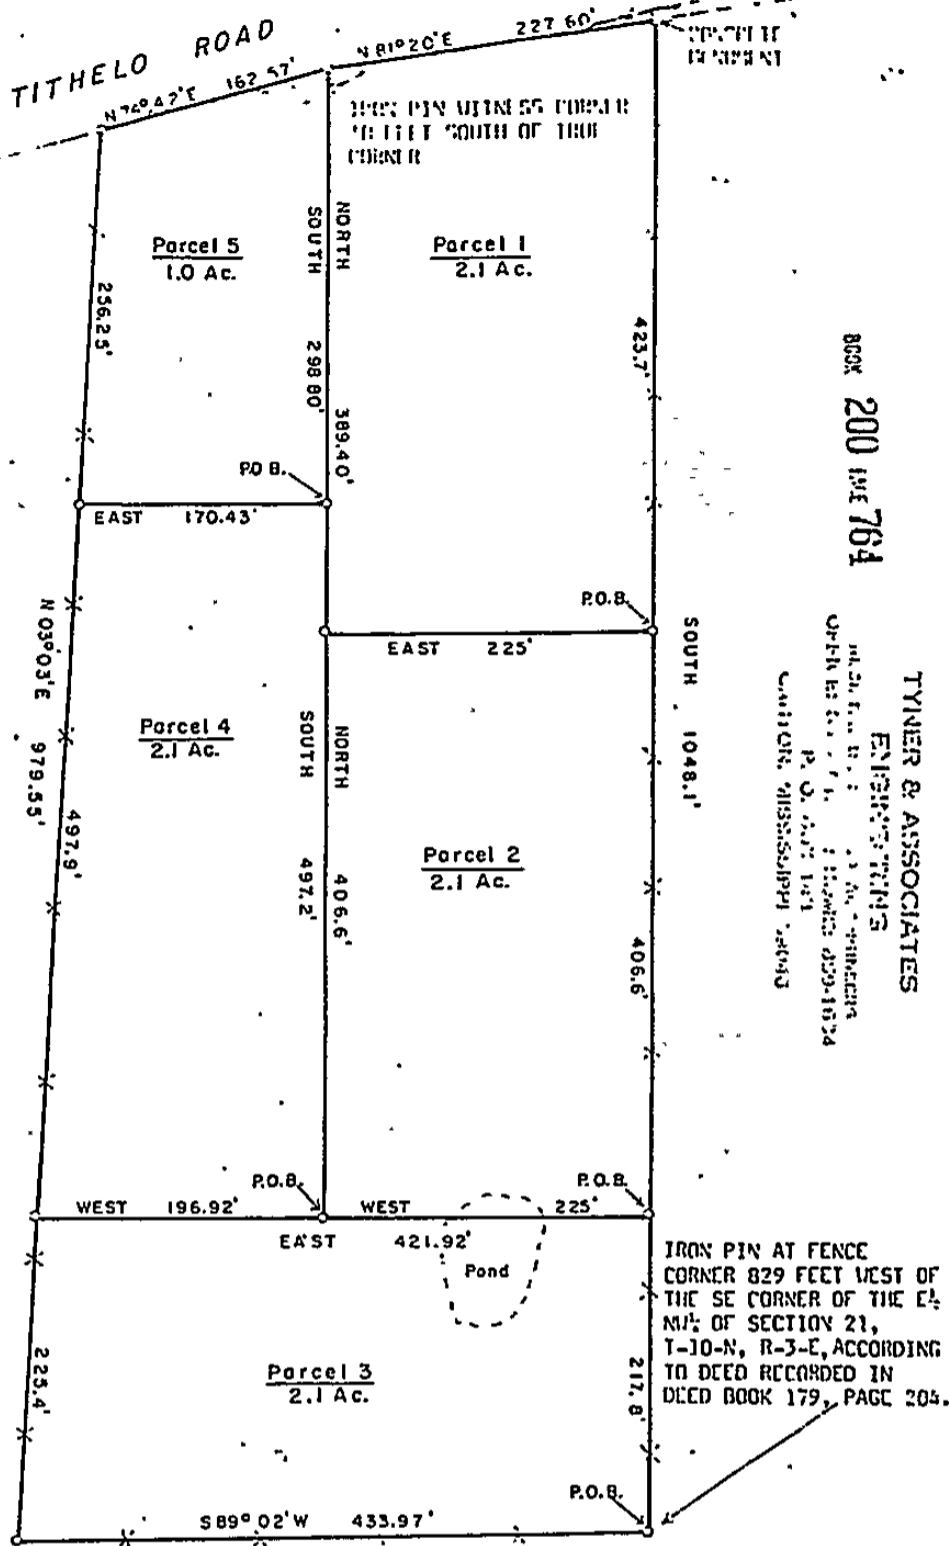 TITHELO ROAD
N 74° 47' E 162.57'
N 81° 20' E 227.60'
IRON PIN WITNESS CORNER
FEET SOUTH OF TRUE
CORNER
NORTH 389.40'
SOUTH 298.80'
Parcel 5
1.0 Ac.
Parcel 1
2.1 Ac.
256.25'
423.7'
BOOK 200 PAGE 764
P.O.B.
EAST 170.43'
P.O.B.
EAST 225'
TYNER & ASSOCIATES
ENGINEERING
P. O.
CANTON, MISSISSIPPI
N 03° 03' E 979.55'
SOUTH 1048.1'
Parcel 4
2.1 Ac.
NORTH 406.6'
SOUTH 497.2'
497.9'
Parcel 2
2.1 Ac.
406.6'
P.O.B.
P.O.B.
WEST 196.92'
WEST 225'
EAST 421.92'
Pond
IRON PIN AT FENCE
CORNER 829 FEET WEST OF
THE SE CORNER OF THE E½
NW¼ OF SECTION 21,
T-10-N, R-3-E, ACCORDING
TO DEED RECORDED IN
DEED BOOK 179, PAGE 204.
225.4'
217.8'
Parcel 3
2.1 Ac.
P.O.B.
S 89° 02' W 433.97'